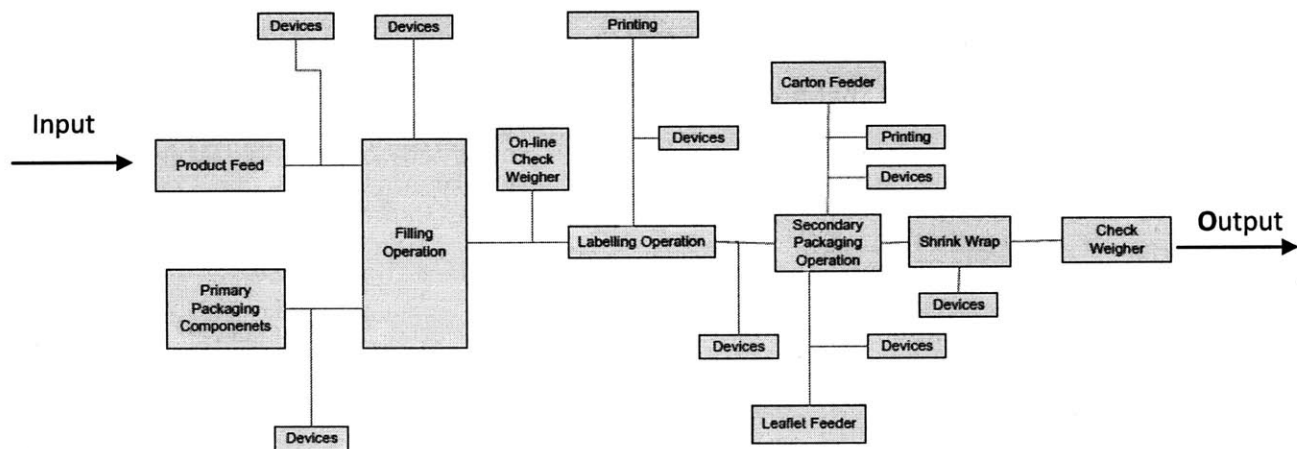 Devices
Devices
Printing
Carton Feeder
Input
Product Feed
On-line
Check
Weigher
Devices
Printing
Devices
Filling
Operation
Labelling Operation
Secondary
Packaging
Operation
Shrink Wrap
Check
Weigher
Output
Primary
Packaging
Componenets
Devices
Devices
Devices
Devices
Leaflet Feeder